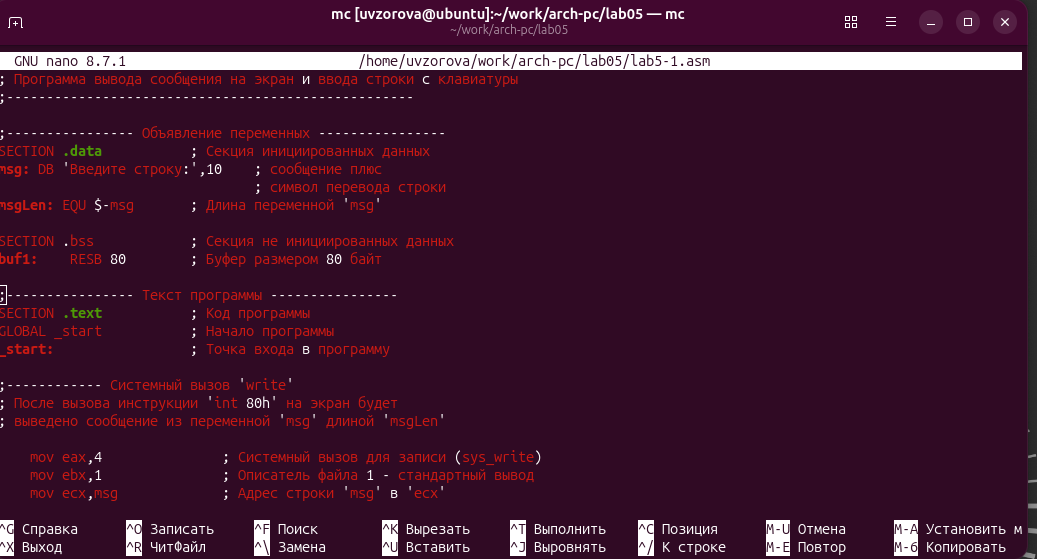 mc [uvzorova@ubuntu]:~/work/arch-pc/lab05 — mc
~/work/arch-pc/lab05
GNU nano 8.7.1 /home/uvzorova/work/arch-pc/lab05/lab5-1.asm
; Программа вывода сообщения на экран и ввода строки с клавиатуры
;---------------------------------------------------
;---------------- Объявление переменных ----------------
SECTION .data ; Секция инициированных данных
msg: DB 'Введите строку:',10 ; сообщение плюс
; символ перевода строки
msgLen: EQU $-msg ; Длина переменной 'msg'
SECTION .bss ; Секция не инициированных данных
buf1: RESB 80 ; Буфер размером 80 байт
;---------------- Текст программы ----------------
SECTION .text ; Код программы
GLOBAL _start ; Начало программы
_start: ; Точка входа в программу
;------------ Системный вызов 'write'
; После вызова инструкции 'int 80h' на экран будет
; выведено сообщение из переменной 'msg' длиной 'msgLen'
mov eax,4 ; Системный вызов для записи (sys_write)
mov ebx,1 ; Описатель файла 1 - стандартный вывод
mov ecx,msg ; Адрес строки 'msg' в 'ecx'
^G Справка ^O Записать ^F Поиск ^K Вырезать ^T Выполнить ^C Позиция M-U Отмена M-A Установить м
^X Выход ^R ЧитФайл ^\ Замена ^U Вставить ^J Выровнять ^/ К строке M-E Повтор M-6 Копировать